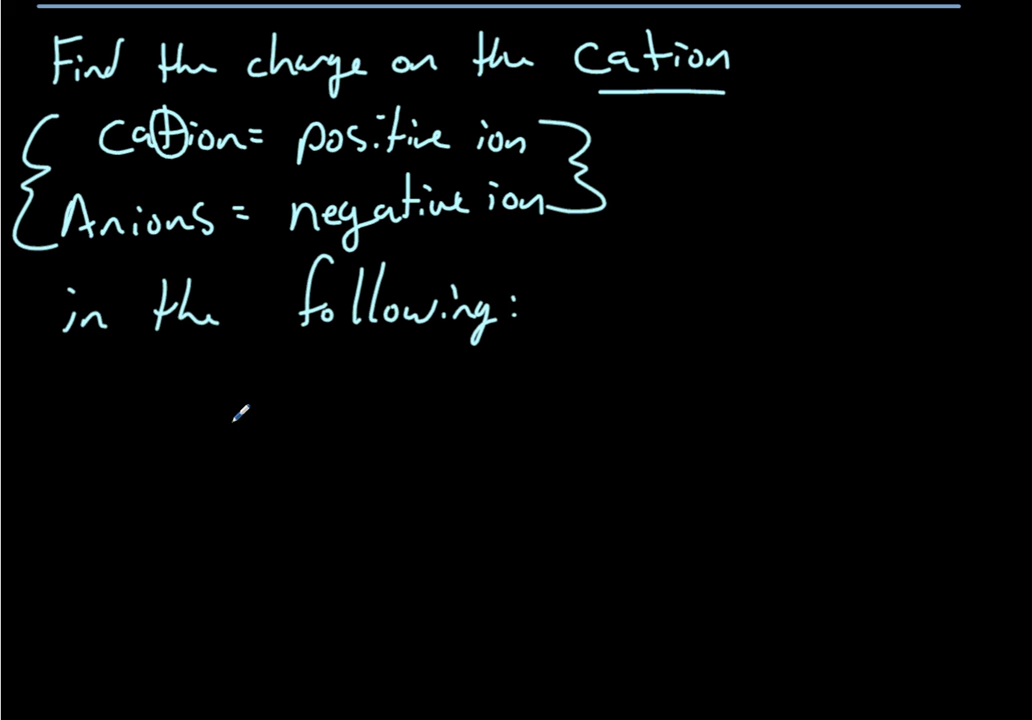 Find the charge on the cation
Cation = positive ion
Anions = negative ion
in the following: